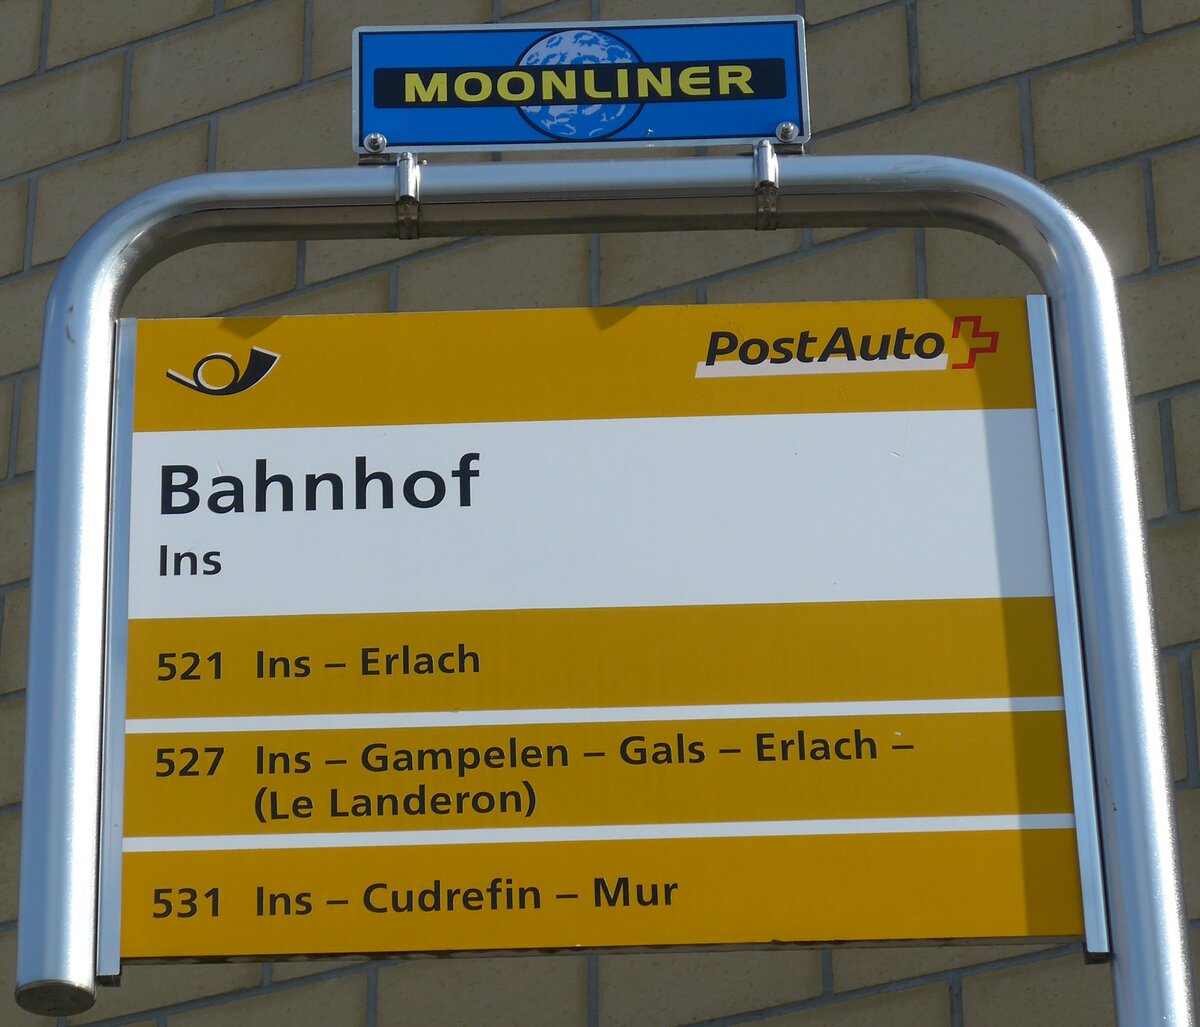 MOONLINER
PostAuto
Bahnhof
Ins
521 Ins – Erlach
527 Ins – Gampelen – Gals – Erlach –
(Le Landeron)
531 Ins – Cudrefin – Mur